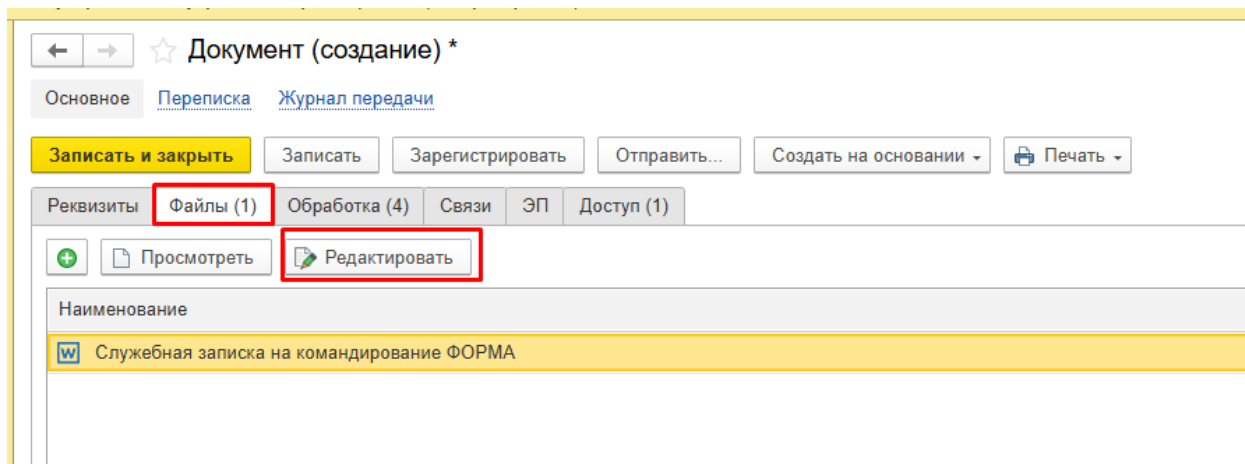 Документ (создание) *
Основное Переписка Журнал передачи
Записать и закрыть Записать Зарегистрировать Отправить... Создать на основании Печать
Реквизиты Файлы (1) Обработка (4) Связи ЭП Доступ (1)
Просмотреть Редактировать
Наименование
W Служебная записка на командирование ФОРМА